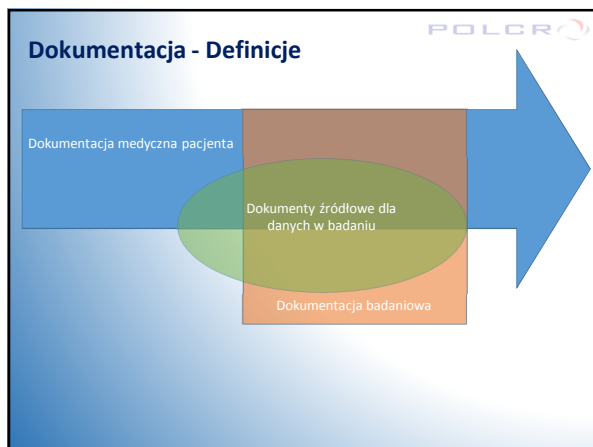 POLCRO
Dokumentacja - Definicje
Dokumentacja medyczna pacjenta
Dokumenty źródłowe dla
danych w badaniu
Dokumentacja badaniowa